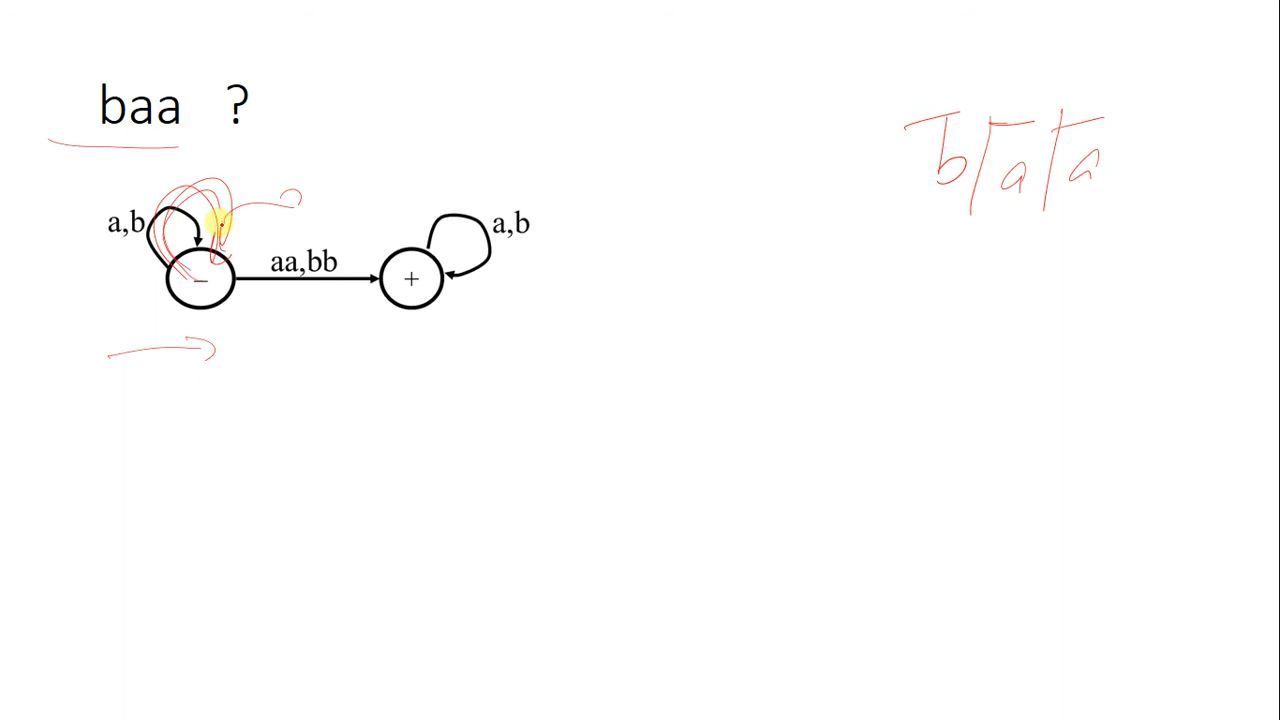 baa ?
b a a
a,b
a,b
aa,bb
–
+